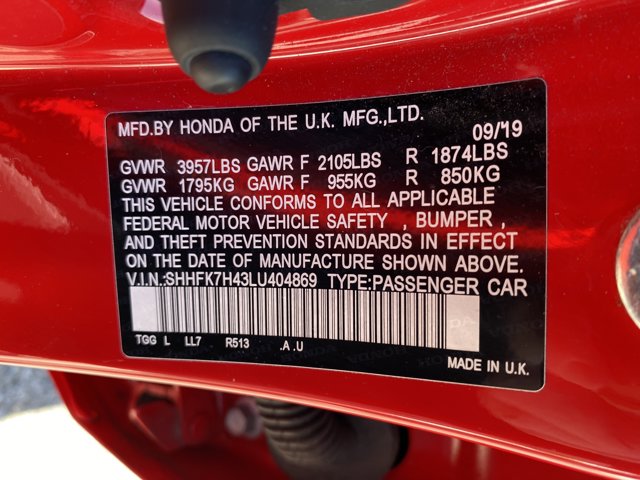 MFD.BY HONDA OF THE U.K. MFG.,LTD. 09/19
GVWR 3957LBS GAWR F 2105LBS R 1874LBS
GVWR 1795KG GAWR F 955KG R 850KG
THIS VEHICLE CONFORMS TO ALL APPLICABLE
FEDERAL MOTOR VEHICLE SAFETY , BUMPER ,
AND THEFT PREVENTION STANDARDS IN EFFECT
ON THE DATE OF MANUFACTURE SHOWN ABOVE.
V.I.N.:SHHFK7H43LU404869 TYPE:PASSENGER CAR
TGG L LL7 R513 .A .U
MADE IN U.K.